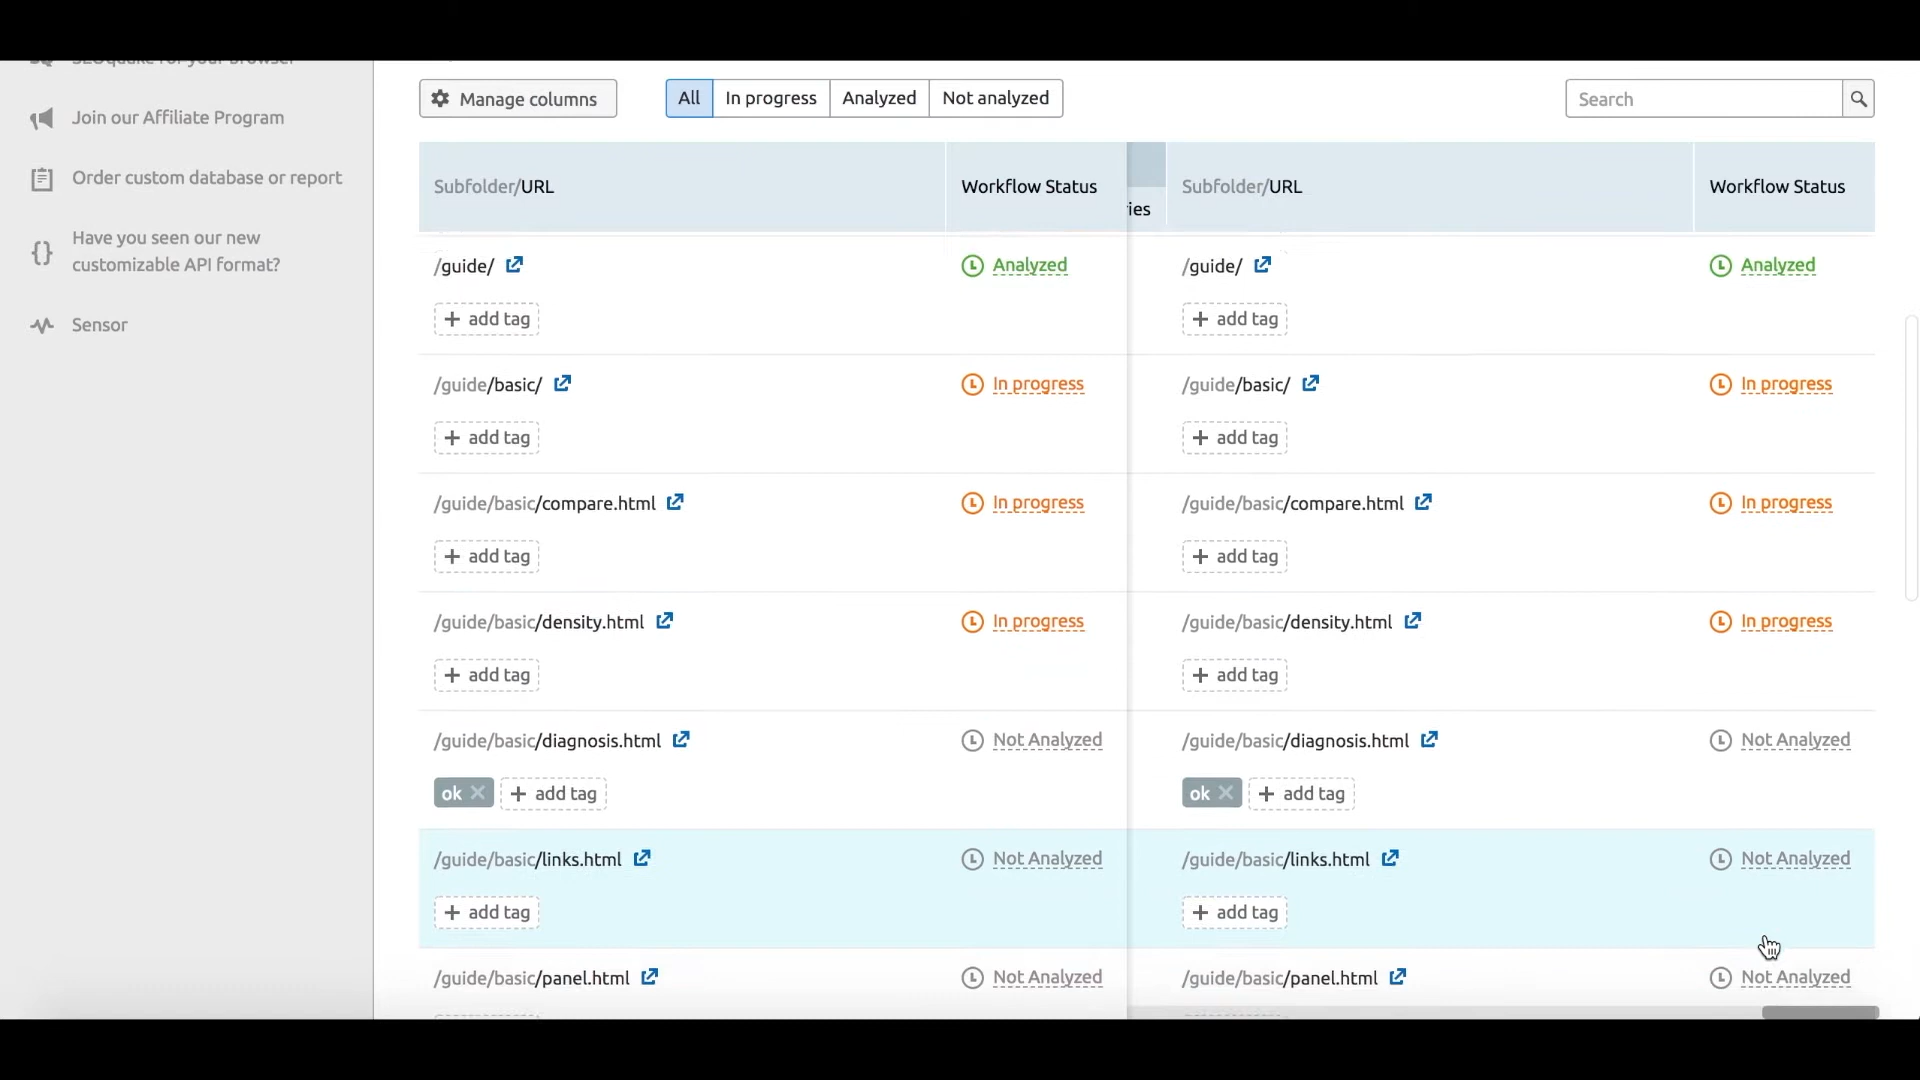 SEOquake for your browser
Join our Affiliate Program
Order custom database or report
Have you seen our new
customizable API format?
Sensor
Manage columns
All In progress Analyzed Not analyzed
Search
Subfolder/URL Workflow Status ries Subfolder/URL Workflow Status
/guide/ Analyzed /guide/ Analyzed
+ add tag + add tag
/guide/basic/ In progress /guide/basic/ In progress
+ add tag + add tag
/guide/basic/compare.html In progress /guide/basic/compare.html In progress
+ add tag + add tag
/guide/basic/density.html In progress /guide/basic/density.html In progress
+ add tag + add tag
/guide/basic/diagnosis.html Not Analyzed /guide/basic/diagnosis.html Not Analyzed
ok + add tag ok + add tag
/guide/basic/links.html Not Analyzed /guide/basic/links.html Not Analyzed
+ add tag + add tag
/guide/basic/panel.html Not Analyzed /guide/basic/panel.html Not Analyzed